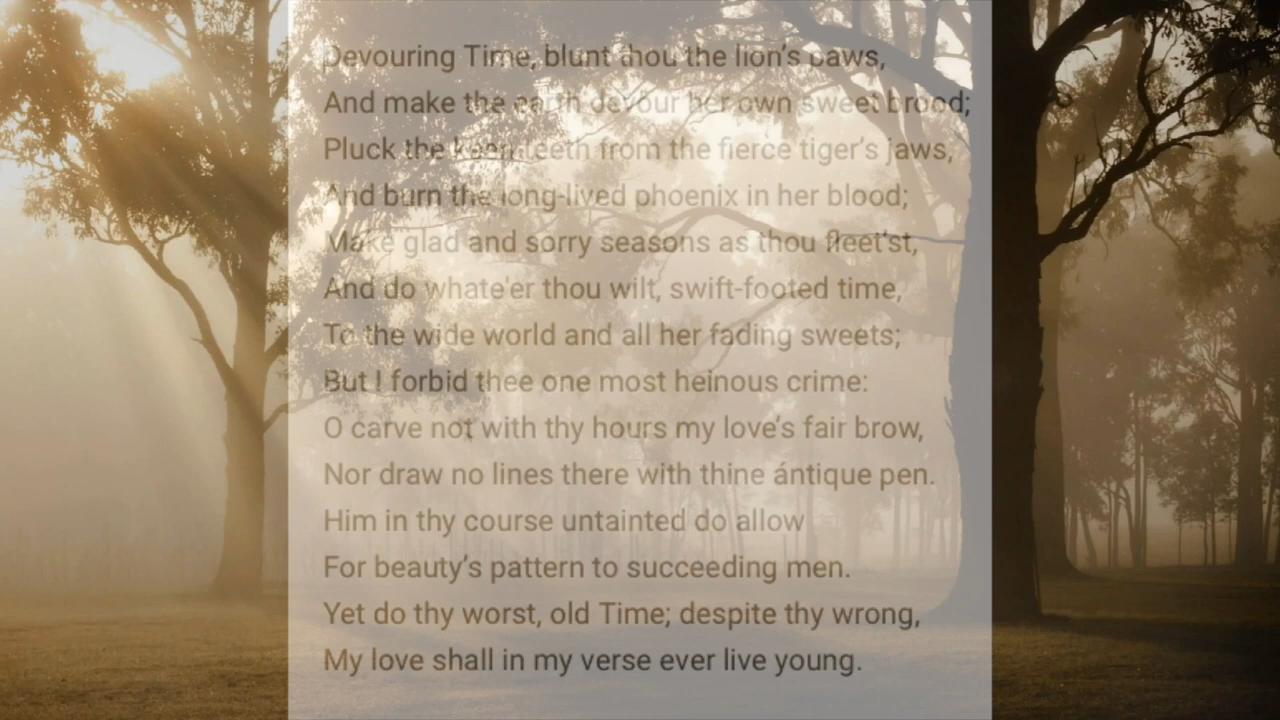 Devouring Time, blunt thou the lion’s paws,
And make the earth devour her own sweet brood;
Pluck the keen teeth from the fierce tiger’s jaws,
And burn the long-lived phoenix in her blood;
Make glad and sorry seasons as thou fleet’st,
And do whate'er thou wilt, swift-footed time,
To the wide world and all her fading sweets;
But I forbid thee one most heinous crime:
O carve not with thy hours my love’s fair brow,
Nor draw no lines there with thine ántique pen.
Him in thy course untainted do allow
For beauty’s pattern to succeeding men.
Yet do thy worst, old Time; despite thy wrong,
My love shall in my verse ever live young.